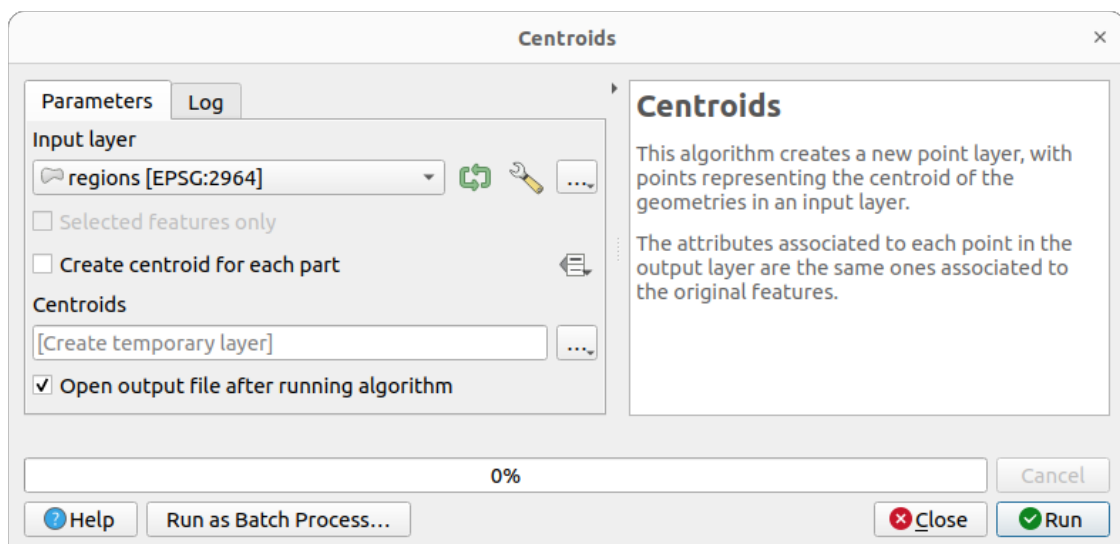 Centroids
Parameters
Log
Input layer
regions [EPSG:2964]
...
Selected features only
Create centroid for each part
Centroids
[Create temporary layer]
...
Open output file after running algorithm
Centroids
This algorithm creates a new point layer, with
points representing the centroid of the
geometries in an input layer.
The attributes associated to each point in the
output layer are the same ones associated to
the original features.
0%
Cancel
Help
Run as Batch Process...
Close
Run